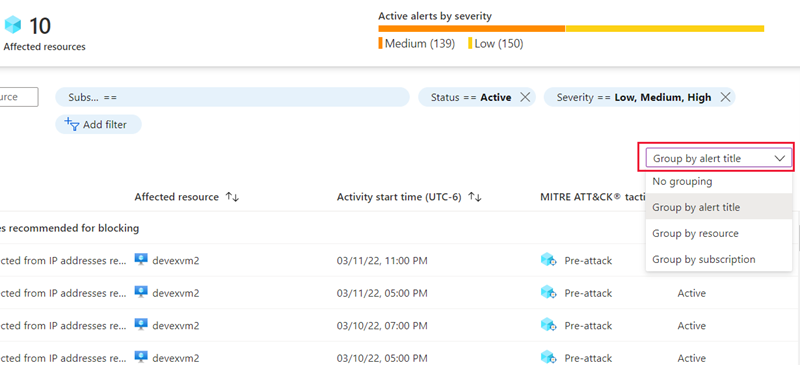 10
Affected resources
Active alerts by severity
Medium (139) Low (150)
urce
Subs... ==
Status == Active
Severity == Low, Medium, High
Add filter
Group by alert title
No grouping
Group by alert title
Group by resource
Group by subscription
Affected resource Activity start time (UTC-6) MITRE ATT&CK® tactic
es recommended for blocking
cted from IP addresses re... devexvm2 03/11/22, 11:00 PM Pre-attack
cted from IP addresses re... devexvm2 03/11/22, 05:00 PM Pre-attack Active
cted from IP addresses re... devexvm2 03/10/22, 07:00 PM Pre-attack Active
cted from IP addresses re... devexvm2 03/10/22, 05:00 PM Pre-attack Active